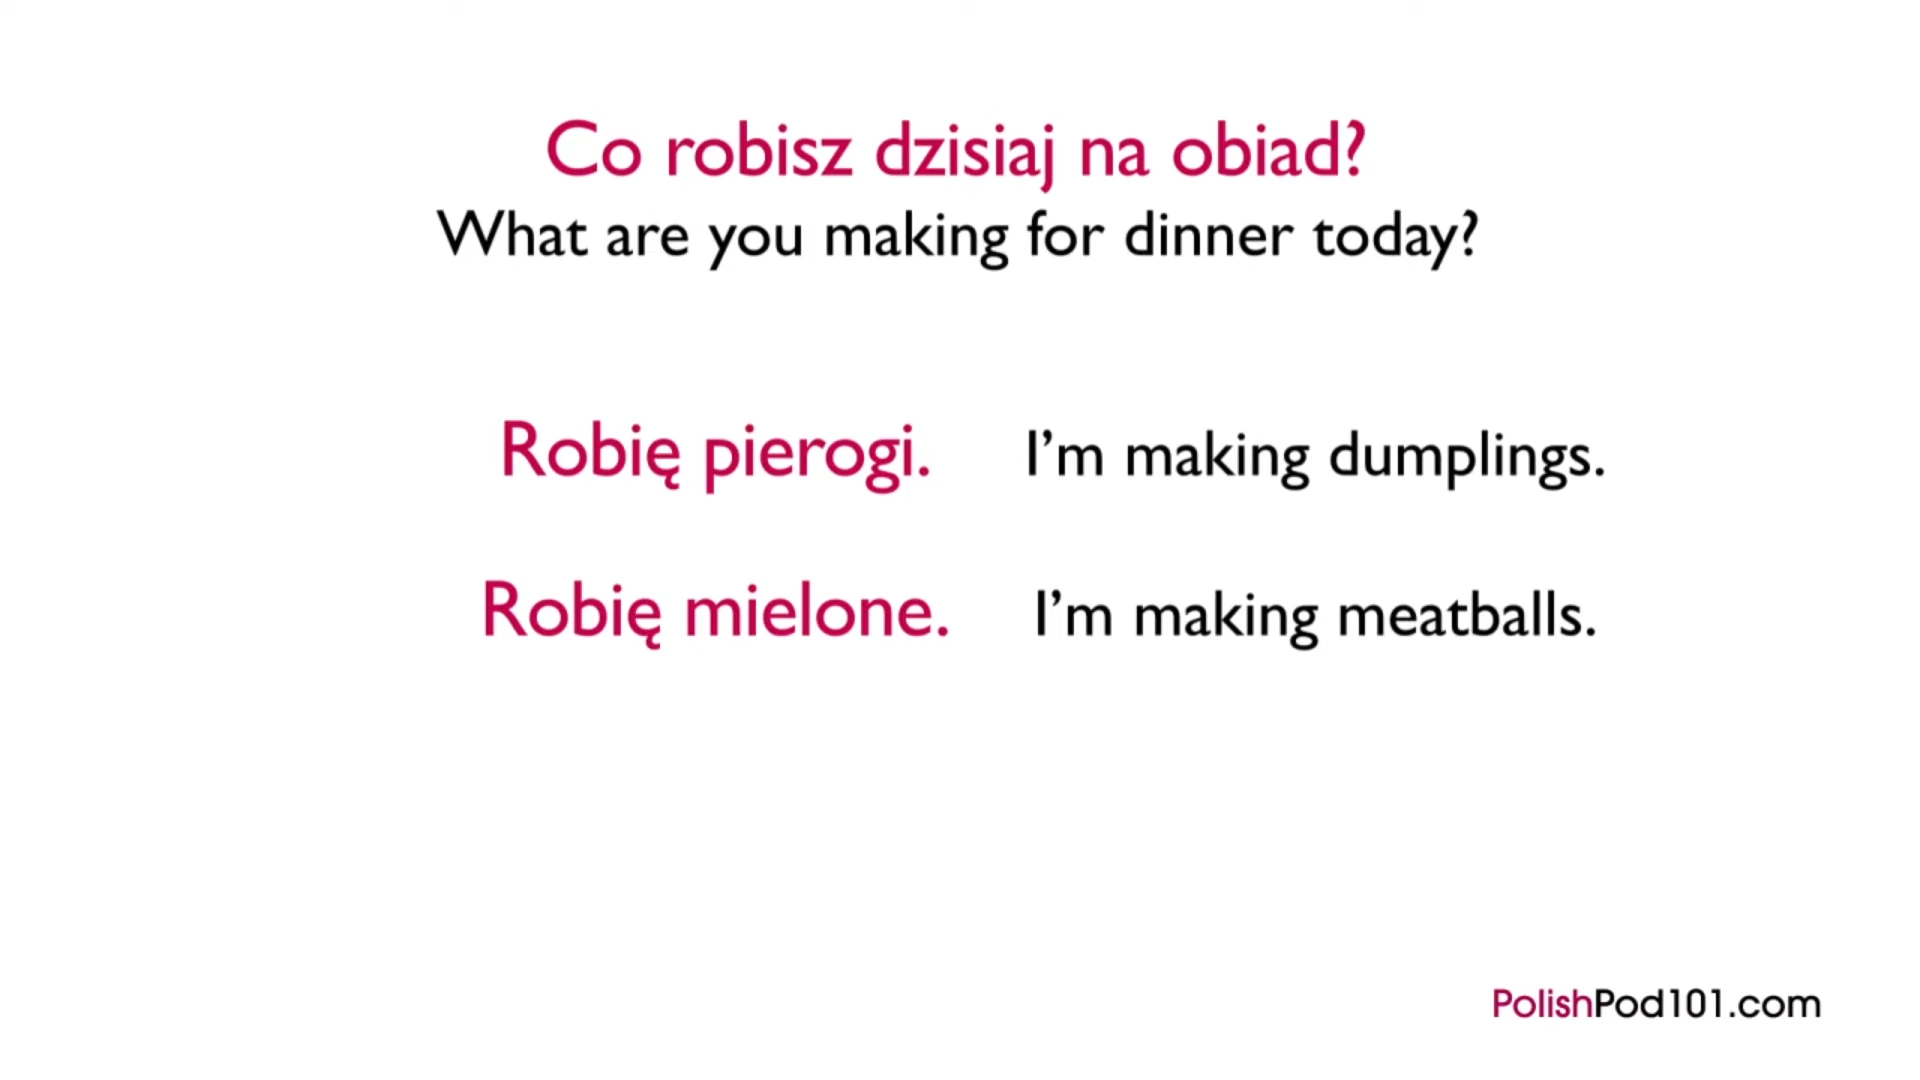 Co robisz dzisiaj na obiad?
What are you making for dinner today?
Robię pierogi. I’m making dumplings.
Robię mielone. I’m making meatballs.
PolishPod101.com